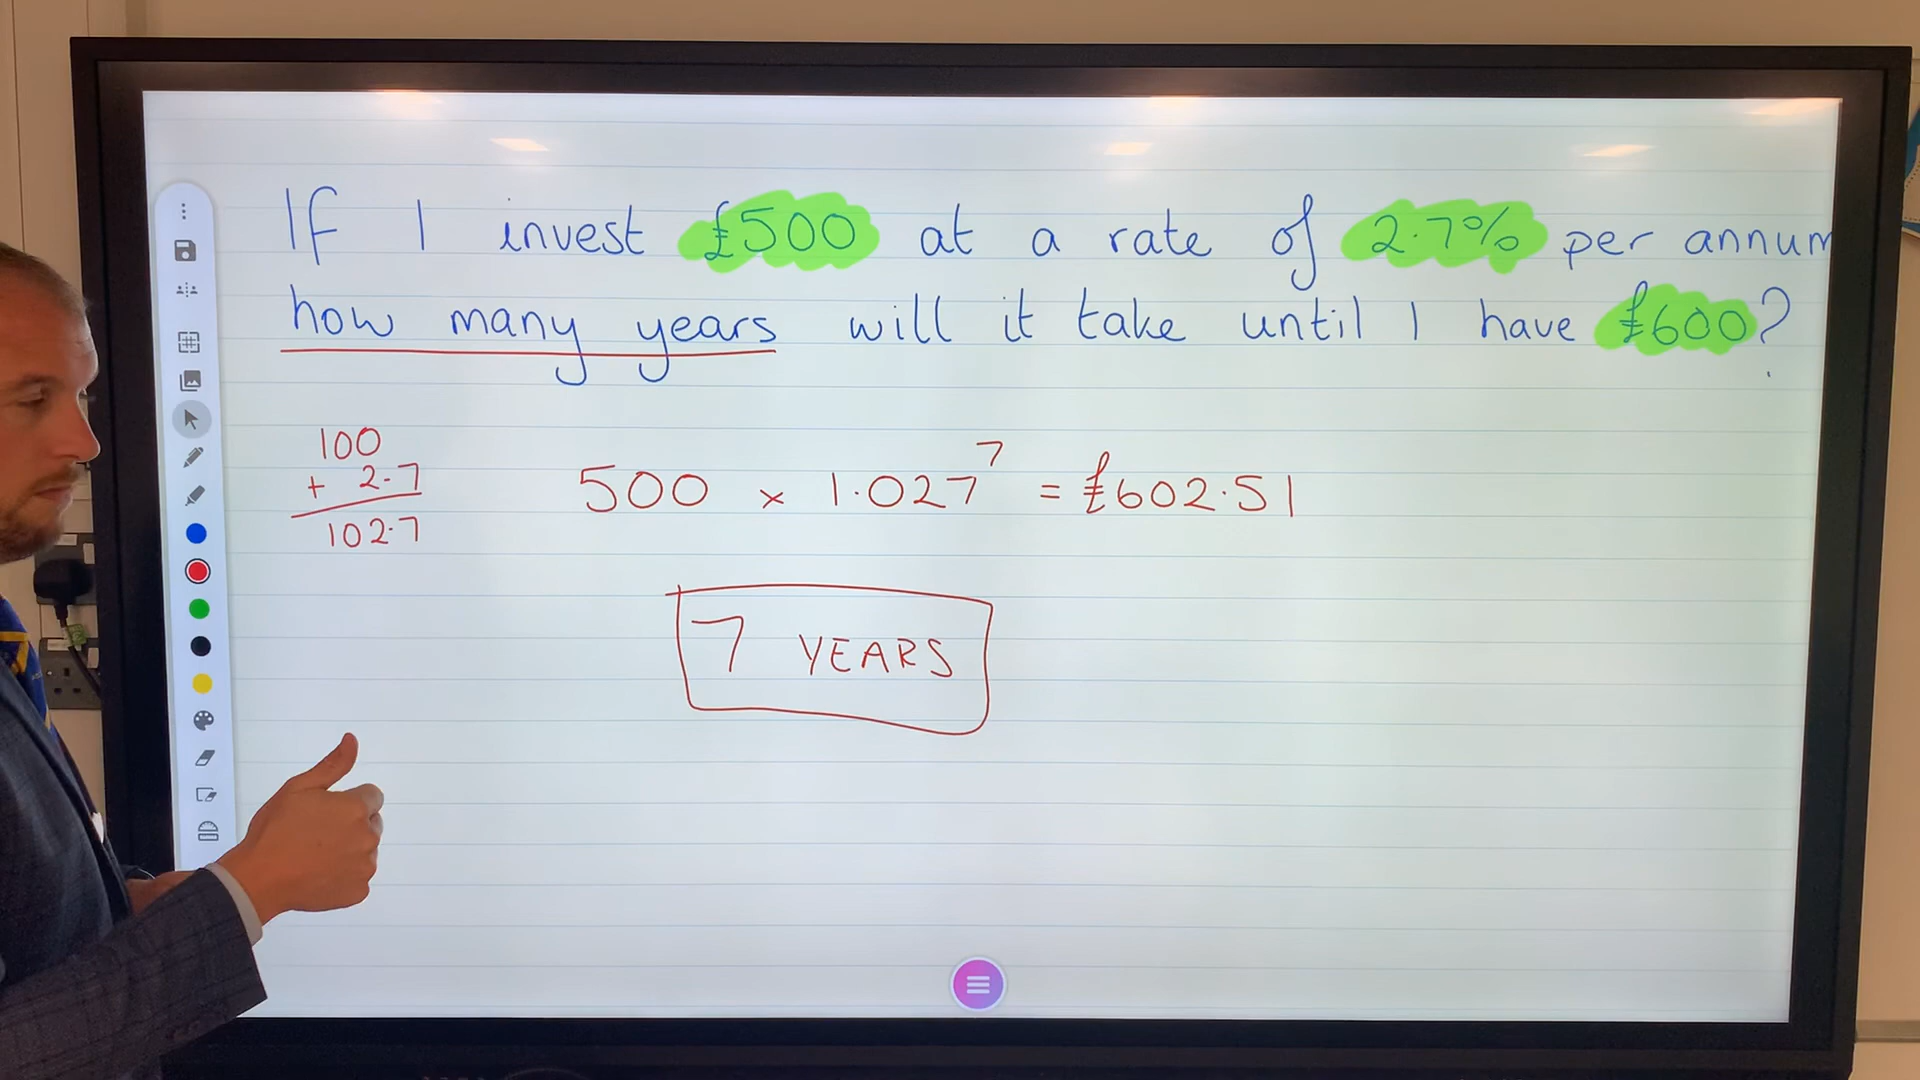 If I invest £500 at a rate of 2.7% per annum
how many years will it take until I have £600?
100
+ 2.7
102.7
500 × 1.027⁷ = £602.51
7 YEARS